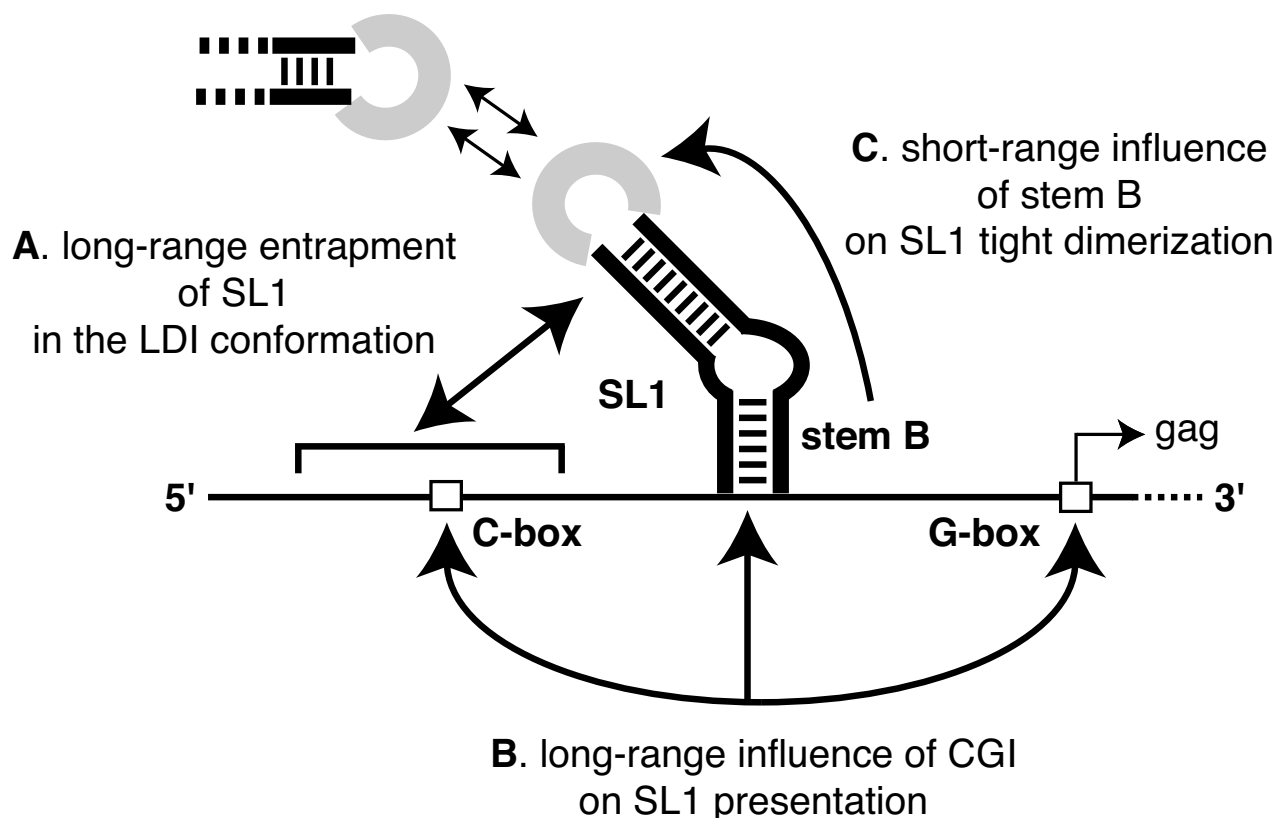 C. short-range influence
of stem B
on SL1 tight dimerization
A. long-range entrapment
of SL1
in the LDI conformation
SL1
stem B
gag
5'
3'
C-box
G-box
B. long-range influence of CGI
on SL1 presentation